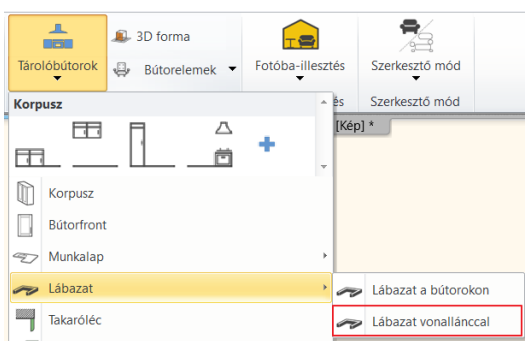 3D forma
Tárolóbútorok
Bútorelemek
Fotóba-illesztés
Szerkesztő mód
és
Szerkesztő mód
Korpusz
[Kép] *
Korpusz
Bútorfront
Munkalap
Lábazat
Lábazat a bútorokon
Takaróléc
Lábazat vonallánccal